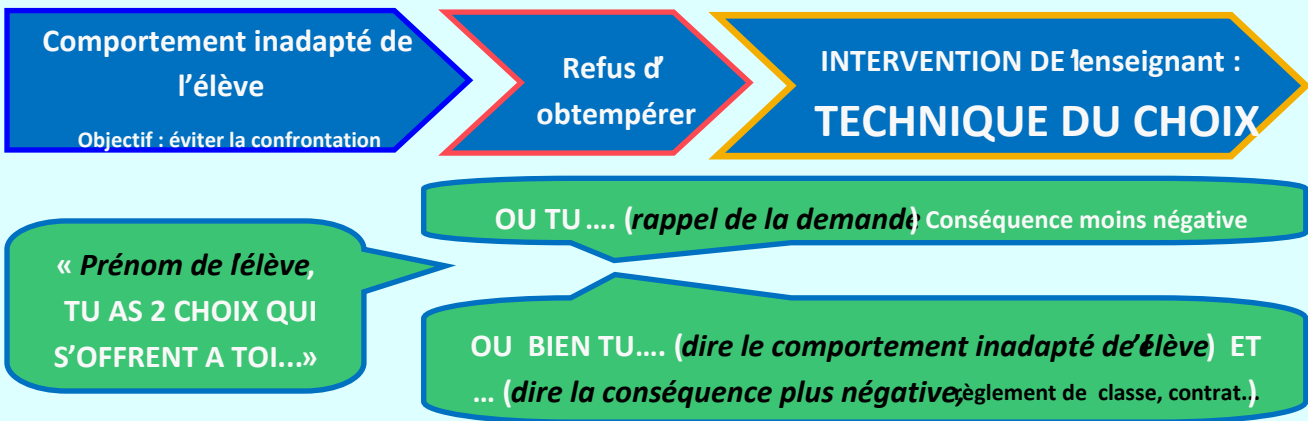 Comportement inadapté de
l'élève
Objectif : éviter la confrontation
Refus d'
obtempérer
INTERVENTION DE l'enseignant :
TECHNIQUE DU CHOIX
« Prénom de l'élève,
TU AS 2 CHOIX QUI
S'OFFRENT A TOI...»
OU TU .... (rappel de la demande) Conséquence moins négative
OU BIEN TU.... (dire le comportement inadapté de l'élève) ET
... (dire la conséquence plus négative, règlement de classe, contrat...)